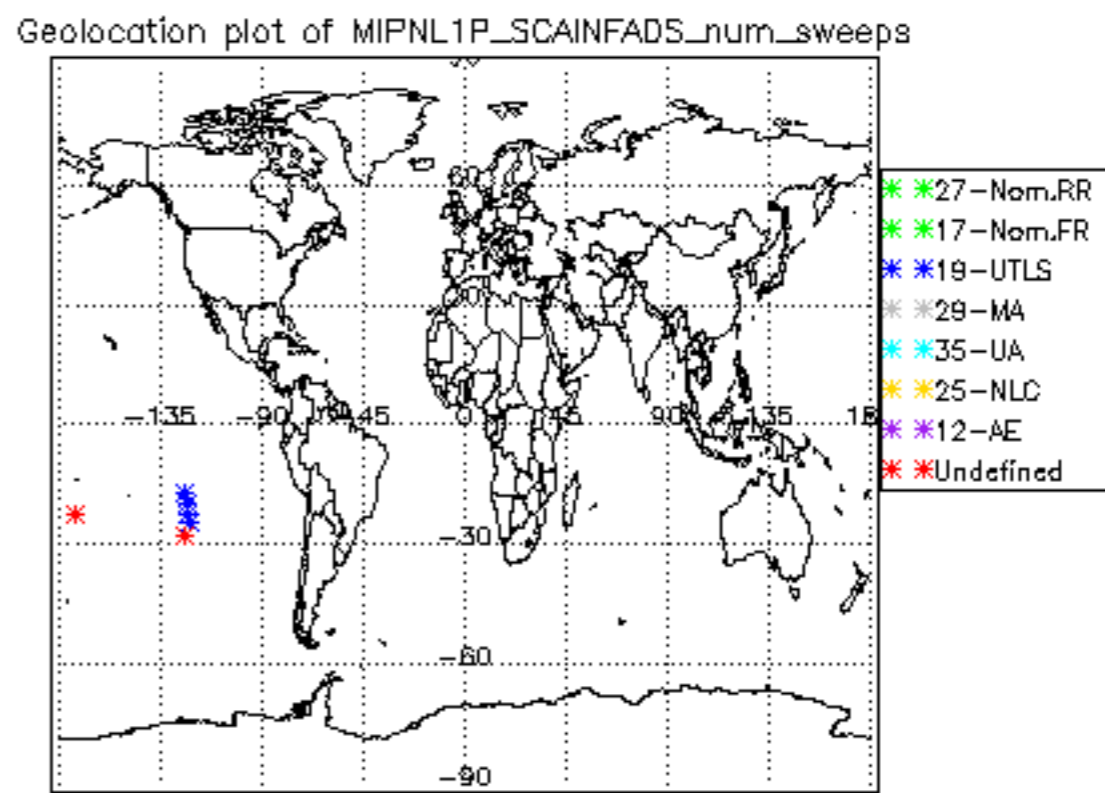 Geolocation plot of MIPNL1P_SCAINFADS_num_sweeps
60
27-Nom.RR
17-Nom.FR
19-UTLS
29-MA
35-UA
25-NLC
-135 -90 45 0 45 90 135
12-AE
Undefined
-30
-60
-90